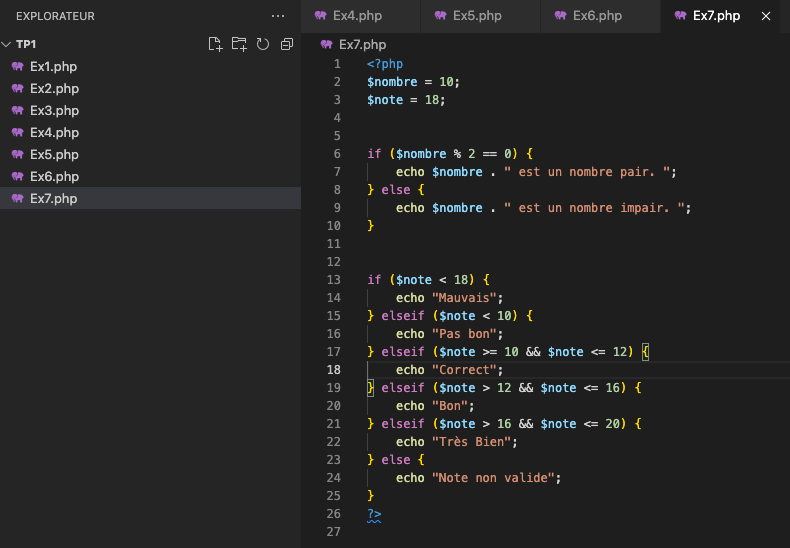 EXPLORATEUR
TP1
Ex1.php
Ex2.php
Ex3.php
Ex4.php
Ex5.php
Ex6.php
Ex7.php
Ex4.php Ex5.php Ex6.php Ex7.php
Ex7.php
1 <?php
2 $nombre = 10;
3 $note = 18;
4
5
6 if ($nombre % 2 == 0) {
7     echo $nombre . " est un nombre pair. ";
8 } else {
9     echo $nombre . " est un nombre impair. ";
10 }
11
12
13 if ($note < 18) {
14     echo "Mauvais";
15 } elseif ($note < 10) {
16     echo "Pas bon";
17 } elseif ($note >= 10 && $note <= 12) {
18     echo "Correct";
19 } elseif ($note > 12 && $note <= 16) {
20     echo "Bon";
21 } elseif ($note > 16 && $note <= 20) {
22     echo "Très Bien";
23 } else {
24     echo "Note non valide";
25 }
26 ?>
27